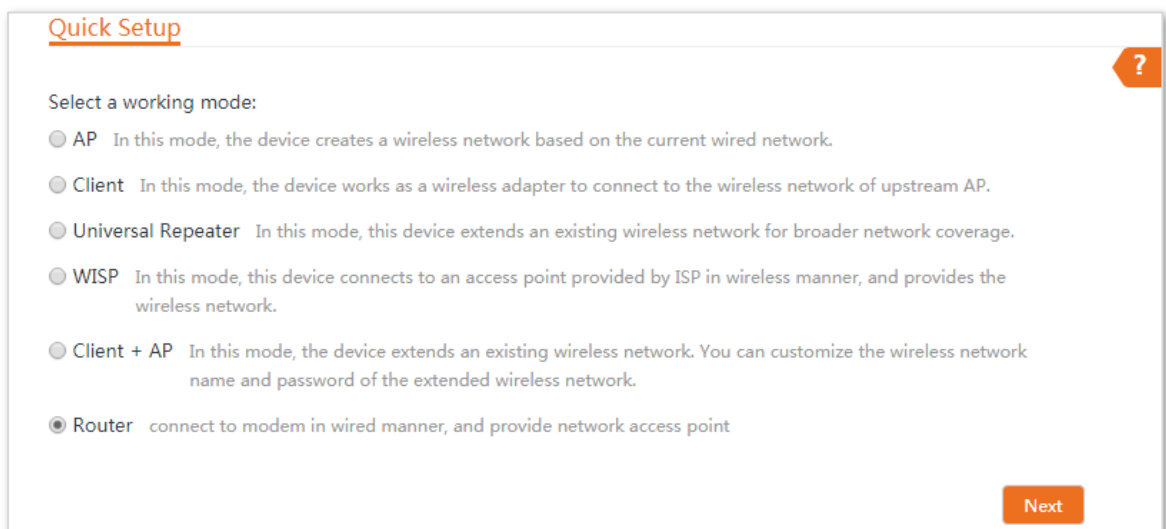 Quick Setup
?
Select a working mode:
AP In this mode, the device creates a wireless network based on the current wired network.
Client In this mode, the device works as a wireless adapter to connect to the wireless network of upstream AP.
Universal Repeater In this mode, this device extends an existing wireless network for broader network coverage.
WISP In this mode, this device connects to an access point provided by ISP in wireless manner, and provides the
wireless network.
Client + AP In this mode, the device extends an existing wireless network. You can customize the wireless network
name and password of the extended wireless network.
Router connect to modem in wired manner, and provide network access point
Next